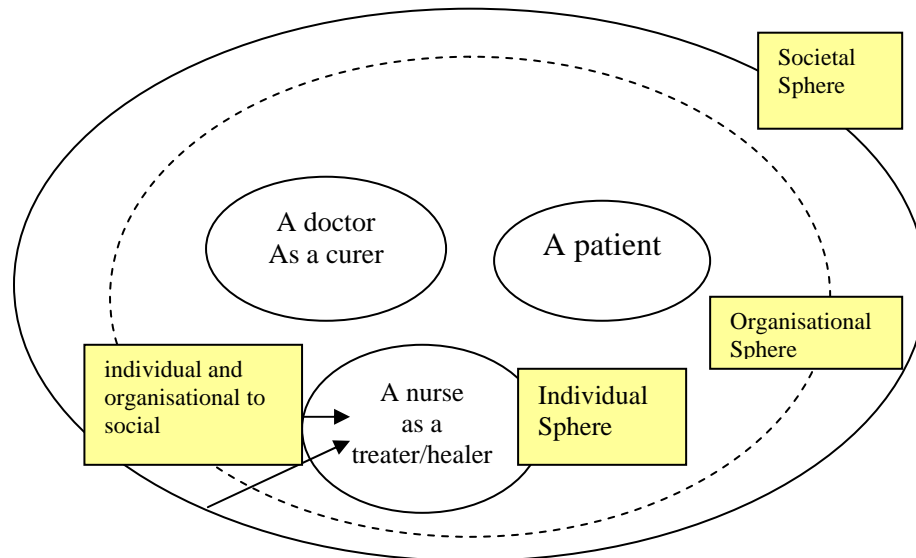 Societal
Sphere
A doctor
As a curer
A patient
Organisational
Sphere
individual and
organisational to
social
A nurse
as a
treater/healer
Individual
Sphere